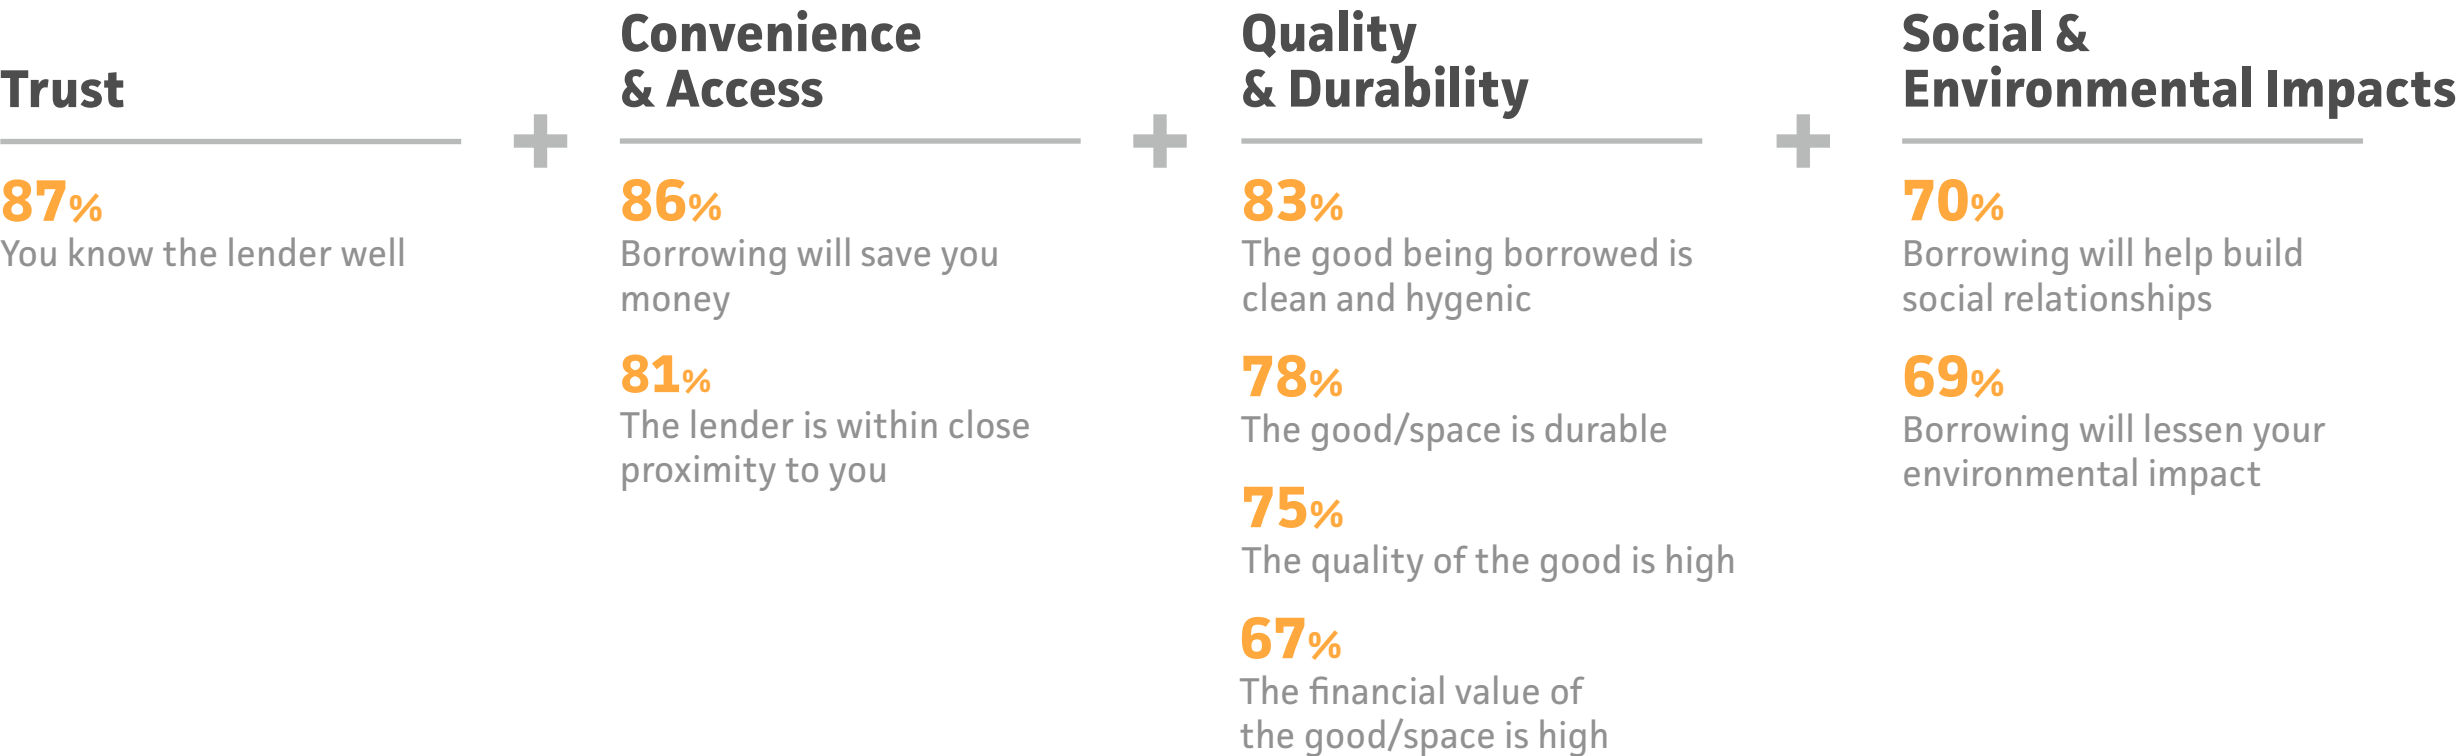 Trust
87%
You know the lender well
+
Convenience
& Access
86%
Borrowing will save you
money
81%
The lender is within close
proximity to you
+
Quality
& Durability
83%
The good being borrowed is
clean and hygenic
78%
The good/space is durable
75%
The quality of the good is high
67%
The financial value of
the good/space is high
+
Social &
Environmental Impacts
70%
Borrowing will help build
social relationships
69%
Borrowing will lessen your
environmental impact